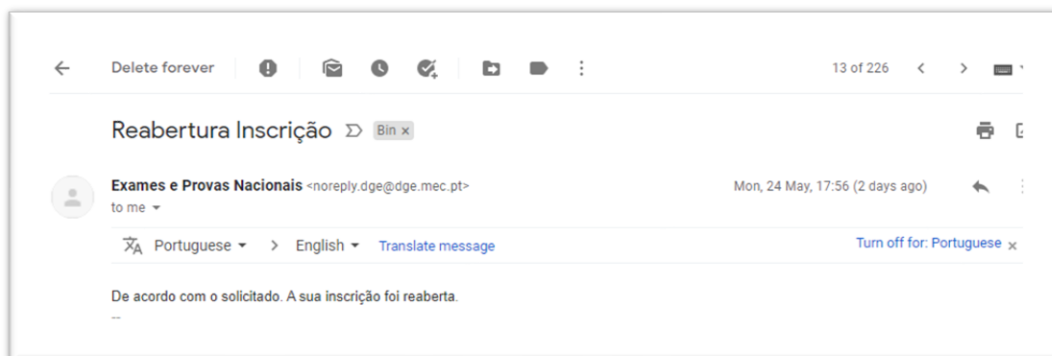 Delete forever
13 of 226
Reabertura Inscrição Bin x
Exames e Provas Nacionais <noreply.dge@dge.mec.pt> Mon, 24 May, 17:56 (2 days ago)
to me
Portuguese > English Translate message Turn off for: Portuguese x
De acordo com o solicitado. A sua inscrição foi reaberta.
--